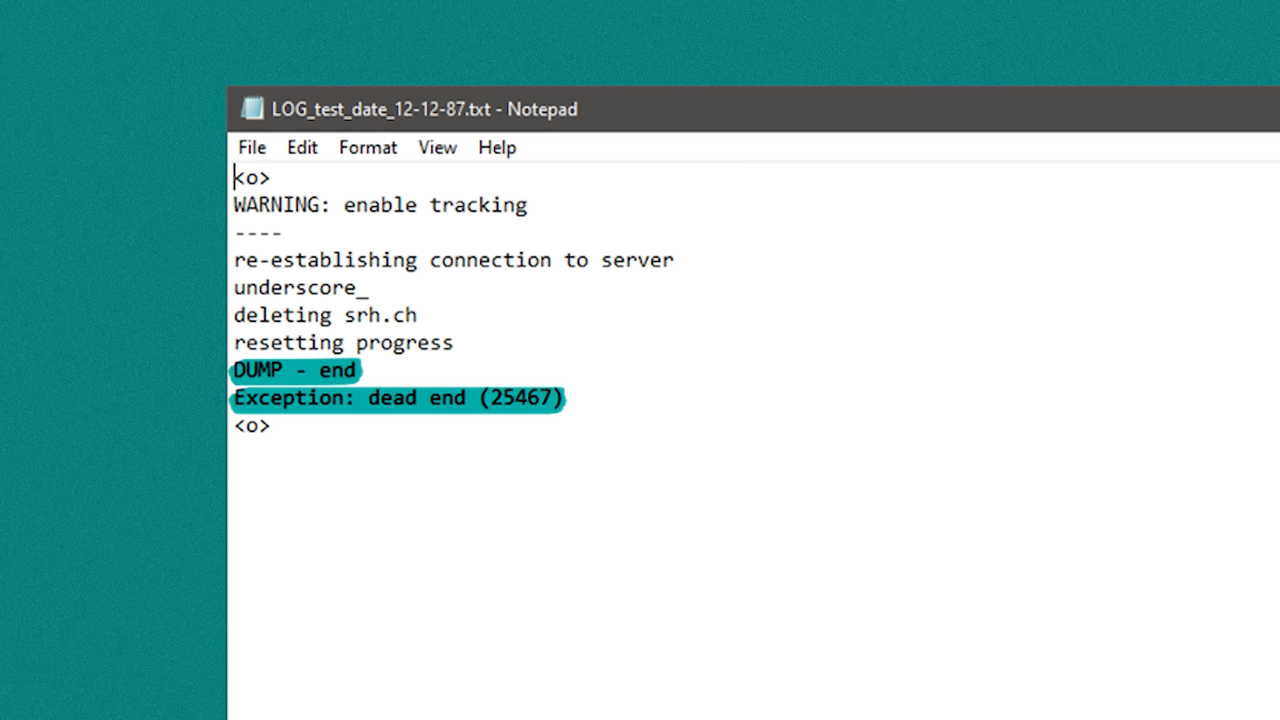 LOG_test_date_12-12-87.txt - Notepad
File Edit Format View Help
<o>
WARNING: enable tracking
----
re-establishing connection to server
underscore_
deleting srh.ch
resetting progress
DUMP - end
Exception: dead end (25467)
<o>